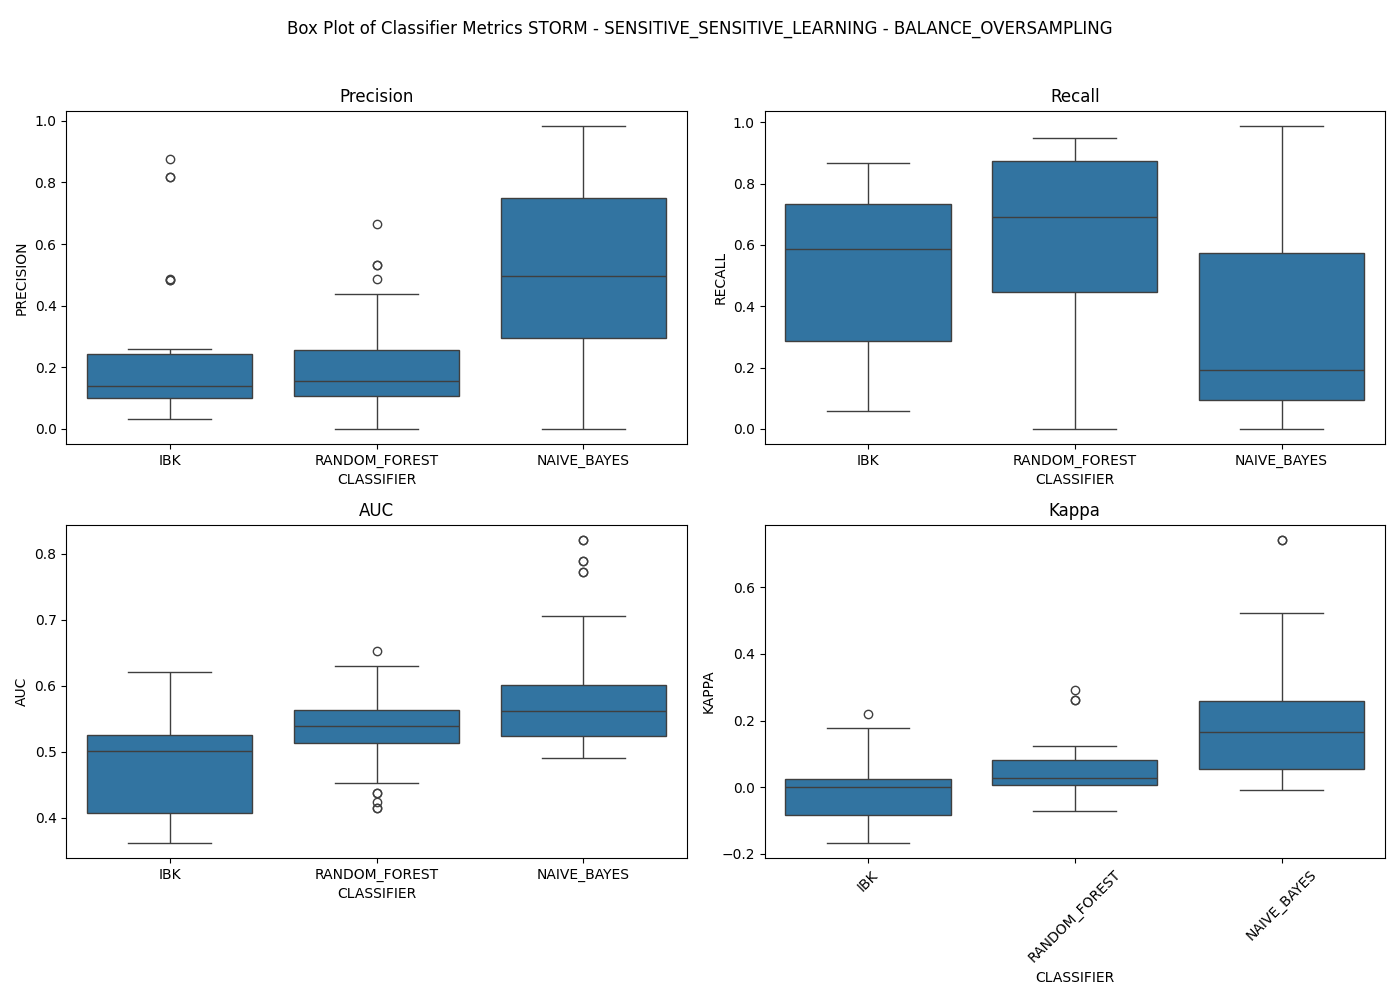 Box Plot of Classifier Metrics STORM - SENSITIVE_SENSITIVE_LEARNING - BALANCE_OVERSAMPLING
Precision
1.0
0.8
0.6
0.4
0.2
0.0
PRECISION
IBK RANDOM_FOREST NAIVE_BAYES
CLASSIFIER
Recall
1.0
0.8
0.6
0.4
0.2
0.0
RECALL
IBK RANDOM_FOREST NAIVE_BAYES
CLASSIFIER
AUC
0.8
0.7
0.6
0.5
0.4
AUC
IBK RANDOM_FOREST NAIVE_BAYES
CLASSIFIER
Kappa
0.6
0.4
0.2
0.0
−0.2
KAPPA
IBK
RANDOM_FOREST
NAIVE_BAYES
CLASSIFIER